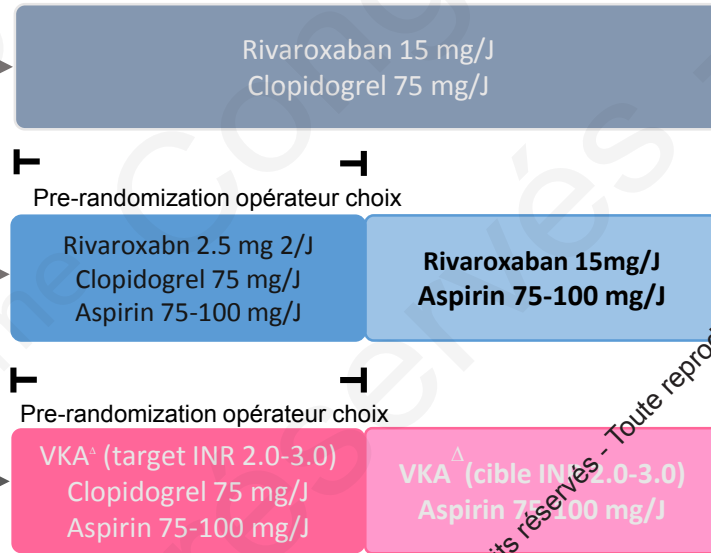 Rivaroxaban 15 mg/J
Clopidogrel 75 mg/J
Pre-randomization opérateur choix
Rivaroxabn 2.5 mg 2/J
Clopidogrel 75 mg/J
Aspirin 75-100 mg/J
Rivaroxaban 15mg/J
Aspirin 75-100 mg/J
Pre-randomization opérateur choix
VKA^Δ (target INR 2.0-3.0)
Clopidogrel 75 mg/J
Aspirin 75-100 mg/J
VKA^Δ (cible INR 2.0-3.0)
Aspirin 75-100 mg/J
réservés - Toute